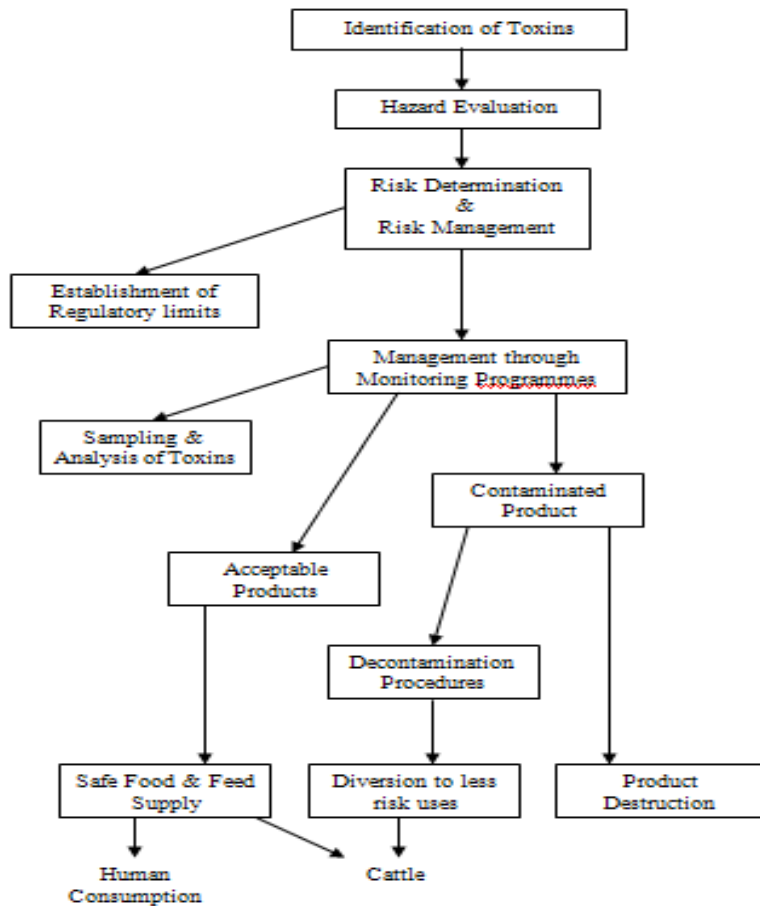 Identification of Toxins
Hazard Evaluation
Risk Determination
&
Risk Management
Establishment of
Regulatory limits
Management through
Monitoring Programmes
Sampling &
Analysis of Toxins
Contaminated
Product
Acceptable
Products
Decontamination
Procedures
Safe Food & Feed
Supply
Diversion to less
risk uses
Product
Destruction
Human
Consumption
Cattle